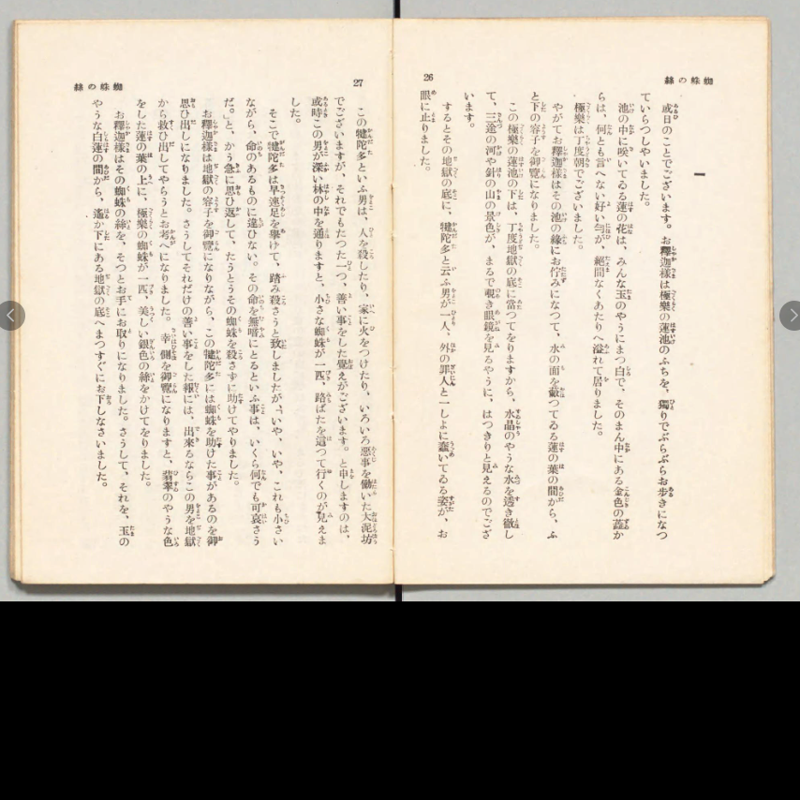 蜘蛛の絲
26
一
或日のことでございます。お釋迦樣は極樂の蓮池のふちを、獨りでぶらぶらお歩きになつ
ていらつしやいました。
池の中に咲いてゐる蓮の花は、みんな玉のやうにまつ白で、そのまん中にある金色の蕊か
らは、何とも言へない好い匂が、絕間なくあたりへ溢れて居りました。
極樂は丁度朝でございました。
やがてお釋迦樣はその池の緣にお佇みになつて、水の面を蔽つてゐる蓮の葉の間から、ふ
と下の容子を御覽になりました。
この極樂の蓮池の下は、丁度地獄の底に當つてをりますから、水晶のやうな水を透き徹し
て、三途の河や針の山の景色が、まるで覗き眼鏡を見るやうに、はつきりと見えるのでござ
います。
するとその地獄の底に、犍陀多と云ふ男が一人、外の罪人と一しよに蠢いてゐる姿が、お
眼に止りました。
27
蜘蛛の絲
この犍陀多といふ男は、人を殺したり、家に火をつけたり、いろいろ惡事を働いた大泥坊
でございますが、それでもたつた一つ、善い事をした覺えがございます。と申しますのは、
或時この男が深い林の中を通りますと、小さな蜘蛛が一匹、路ばたを這つて行くのが見えま
した。
そこで犍陀多は早速足を擧げて、踏み殺さうと致しましたが、「いや、いや、これも小さい
ながら、命のあるものに違ひない。その命を無暗にとるといふ事は、いくら何でも可哀さう
だ。」と、かう急に思ひ返して、たうとうその蜘蛛を殺さずに助けてやりました。
お釋迦樣は地獄の容子を御覽になりながら、この犍陀多には蜘蛛を助けた事があるのを御
思ひ出しになりました。さうしてそれだけの善い事をした報には、出來るならこの男を地獄
から救ひ出してやらうとお考へになりました。幸、側を御覽になりますと、翡翠のやうな色
をした蓮の葉の上に、極樂の蜘蛛が一匹、美しい銀色の絲をかけてをりました。
お釋迦樣はその蜘蛛の絲を、そつとお手にお取りになりました。さうして、それを、玉の
やうな白蓮の間から、遙か下にある地獄の底へまつすぐにお下しなさいました。